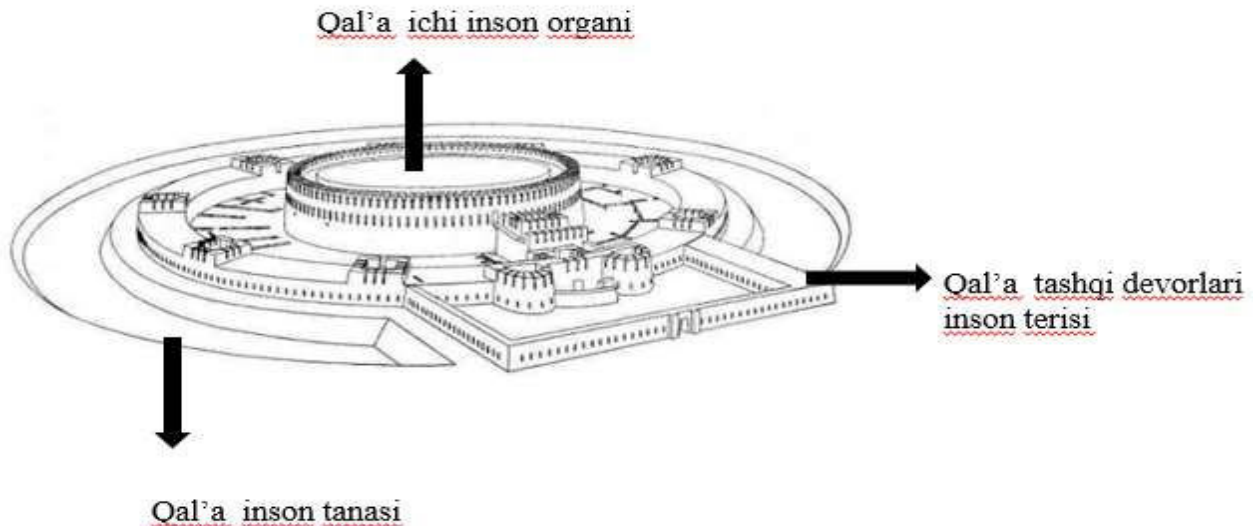 Qal’a ichi inson organi
Qal’a tashqi devorlari
inson terisi
Qal’a inson tanasi